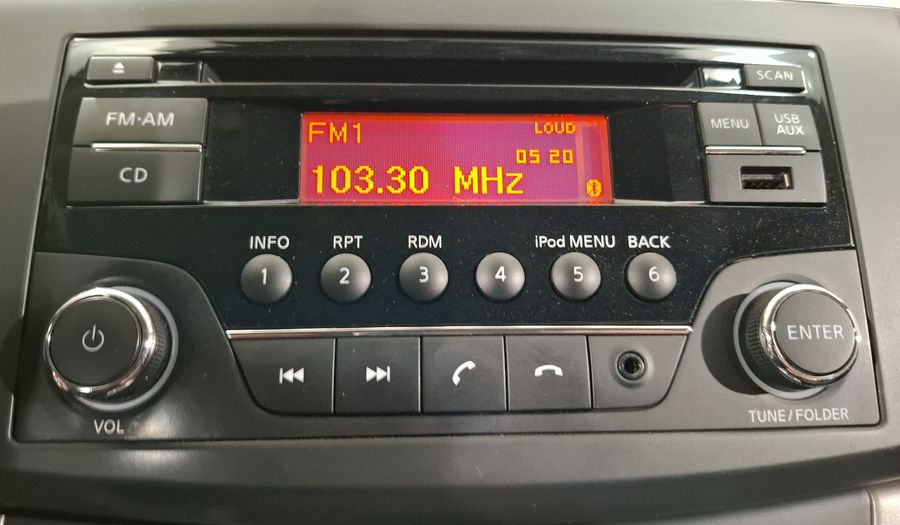 SCAN
FM·AM
MENU
USB
AUX
CD
FM1
LOUD
05 20
103.30 MHz
INFO
RPT
RDM
iPod MENU
BACK
1
2
3
4
5
6
ENTER
VOL
TUNE/FOLDER